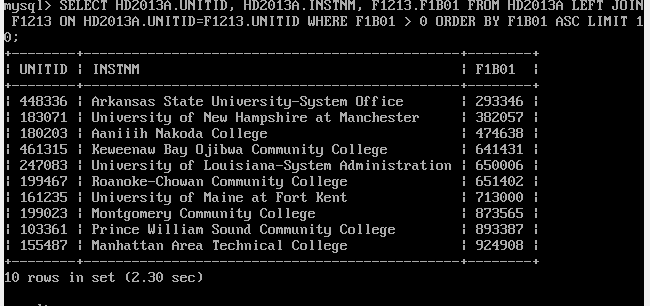 mysql> SELECT HD2013A.UNITID, HD2013A.INSTNM, F1213.F1B01 FROM HD2013A LEFT JOIN
 F1213 ON HD2013A.UNITID=F1213.UNITID WHERE F1B01 > 0 ORDER BY F1B01 ASC LIMIT 1
0;
+--------+-------------------------------------------+--------+
| UNITID | INSTNM                                    | F1B01  |
+--------+-------------------------------------------+--------+
| 448336 | Arkansas State University-System Office   | 293346 |
| 183071 | University of New Hampshire at Manchester | 382057 |
| 180203 | Aaniiih Nakoda College                    | 474638 |
| 461315 | Keweenaw Bay Ojibwa Community College     | 641431 |
| 247083 | University of Louisiana-System Administration | 650006 |
| 199467 | Roanoke-Chowan Community College          | 651402 |
| 161235 | University of Maine at Fort Kent          | 713000 |
| 199023 | Montgomery Community College              | 873565 |
| 103361 | Prince William Sound Community College    | 893387 |
| 155487 | Manhattan Area Technical College          | 924908 |
+--------+-------------------------------------------+--------+
10 rows in set (2.30 sec)